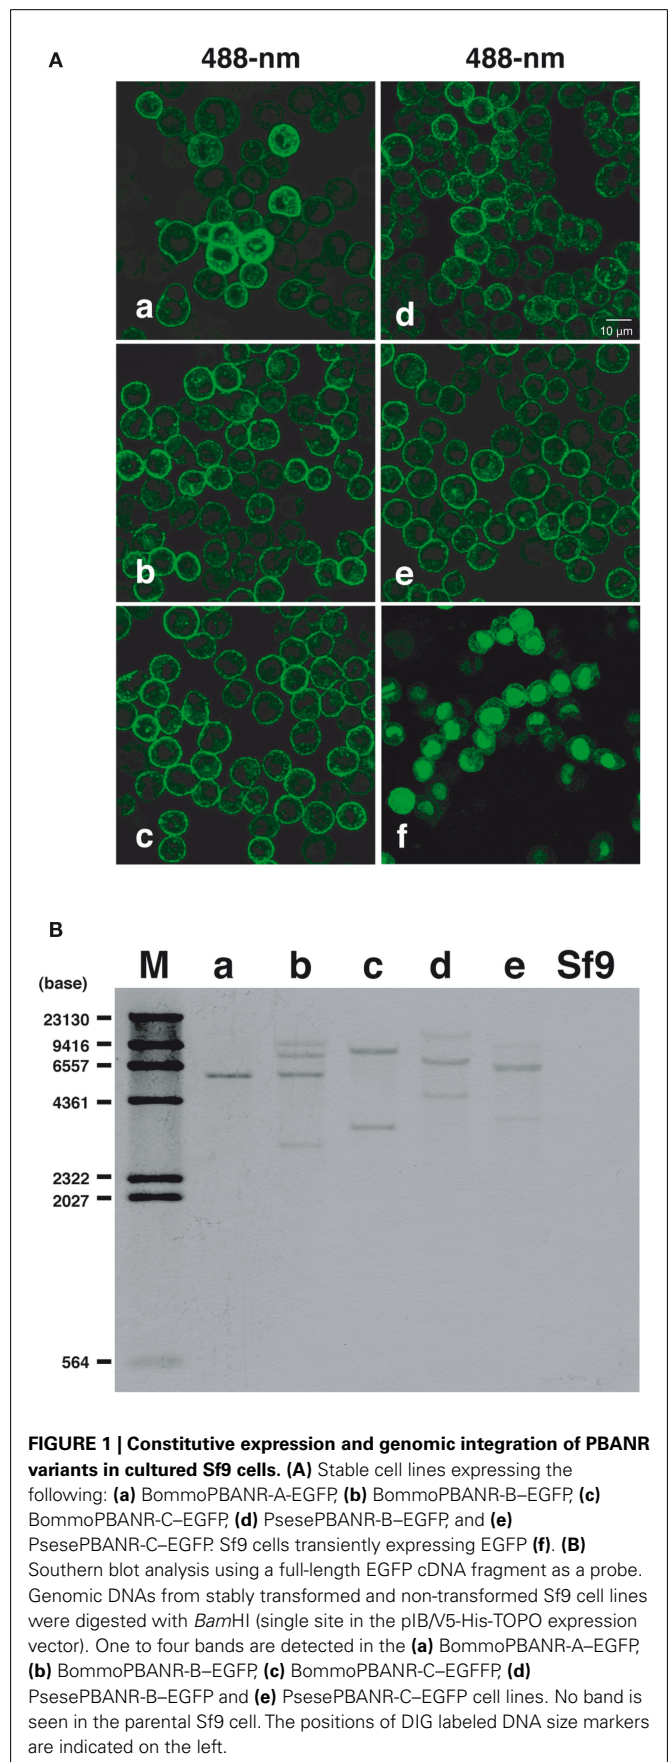 A
488-nm 488-nm
a
d
10 µm
b
e
c
f
B
M a b c d e Sf9
(base)
23130
9416
6557
4361
2322
2027
564
FIGURE 1 | Constitutive expression and genomic integration of PBANR
variants in cultured Sf9 cells. (A) Stable cell lines expressing the
following: (a) BommoPBANR-A-EGFP, (b) BommoPBANR-B–EGFP, (c)
BommoPBANR-C–EGFP, (d) PsesePBANR-B–EGFP, and (e)
PsesePBANR-C–EGFP. Sf9 cells transiently expressing EGFP (f). (B)
Southern blot analysis using a full-length EGFP cDNA fragment as a probe.
Genomic DNAs from stably transformed and non-transformed Sf9 cell lines
were digested with BamHI (single site in the pIB/V5-His-TOPO expression
vector). One to four bands are detected in the (a) BommoPBANR-A–EGFP,
(b) BommoPBANR-B–EGFP, (c) BommoPBANR-C–EGFFP, (d)
PsesePBANR-B–EGFP and (e) PsesePBANR-C–EGFP cell lines. No band is
seen in the parental Sf9 cell. The positions of DIG labeled DNA size markers
are indicated on the left.